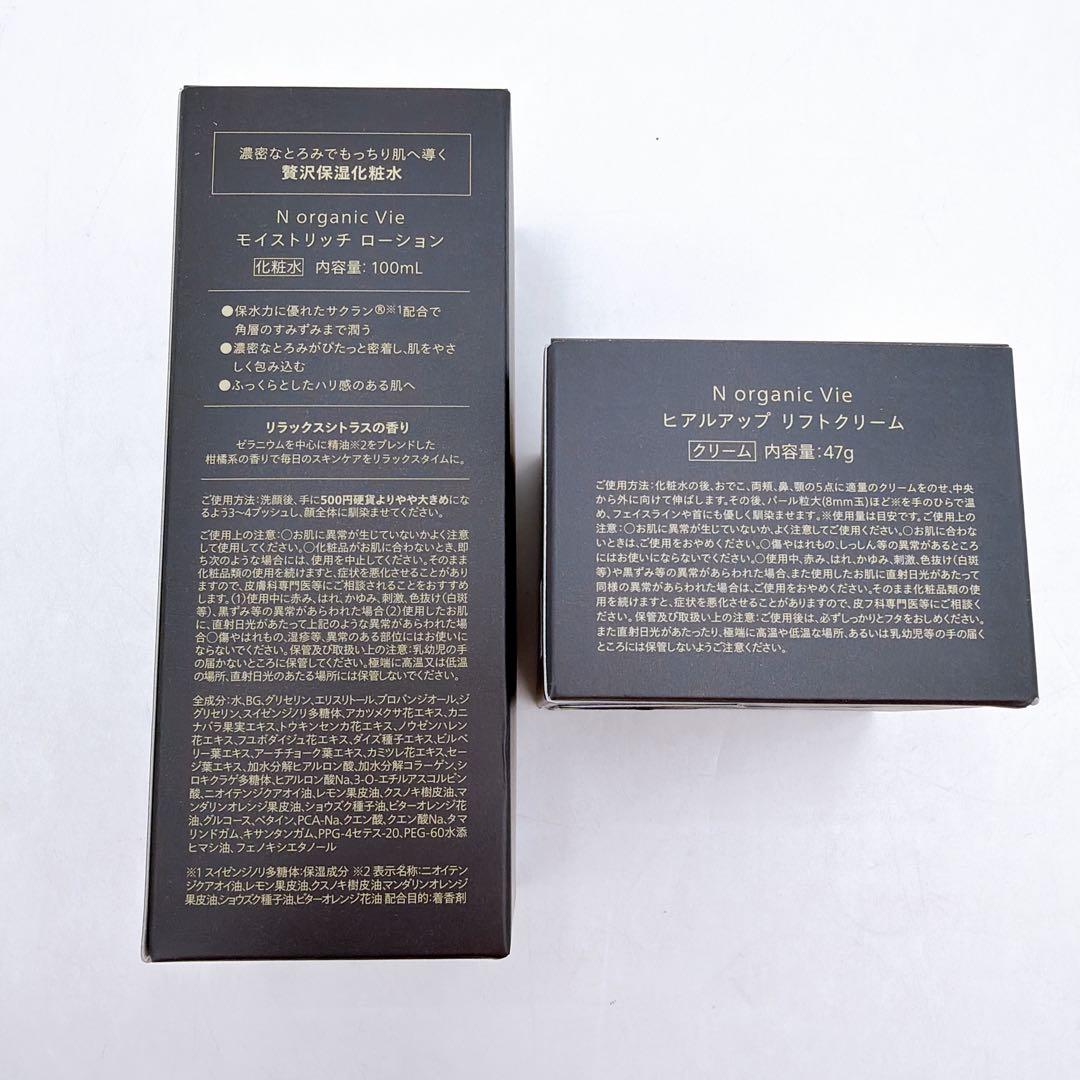 濃密なとろみでもっちり肌へ導く
贅沢保湿化粧水
N organic Vie
モイストリッチ ローション
化粧水 内容量: 100mL
●保水力に優れたサクラン®※1配合で
角層のすみずみまで潤う
●濃密なとろみがぴたっと密着し、肌をやさ
しく包み込む
●ふっくらとしたハリ感のある肌へ
リラックスシトラスの香り
ゼラニウムを中心に精油※2をブレンドした
柑橘系の香りで毎日のスキンケアをリラックスタイムに。
ご使用方法:洗顔後、手に500円硬貨よりやや大きめにな
るよう3~4プッシュし、顔全体に馴染ませてください。
ご使用上の注意:○お肌に異常が生じていないかよく注意
して使用してください。○化粧品がお肌に合わないとき、即
ち次のような場合には、使用を中止してください。そのまま
化粧品類の使用を続けますと、症状を悪化させることがあり
ますので、皮膚科専門医等にご相談されることをおすすめ
します。(1)使用中に赤み、はれ、かゆみ、刺激、色抜け(白斑
等)、黒ずみ等の異常があらわれた場合(2)使用したお肌
に、直射日光があたって上記のような異常があらわれた場
合○傷やはれもの、湿疹等、異常のある部位にはお使いに
ならないでください。保管及び取扱い上の注意:乳幼児の手
の届かないところに保管してください。極端に高温又は低温
の場所、直射日光のあたる場所には保管しないでください。
全成分:水、BG、グリセリン、エリスリトール、プロパンジオール、ジ
グリセリン、スイゼンジノリ多糖体、アカツメクサ花エキス、カニ
ナバラ果実エキス、トウキンセンカ花エキス、ノウゼンハレン
花エキス、フユボダイジュ花エキス、ダイズ種子エキス、ビルベ
リー葉エキス、アーチチョーク葉エキス、カミツレ花エキス、セー
ジ葉エキス、加水分解ヒアルロン酸、加水分解コラーゲン、シ
ロキクラゲ多糖体、ヒアルロン酸Na、3-O-エチルアスコルビン
酸、ニオイテンジクアオイ油、レモン果皮油、クスノキ樹皮油、マ
ンダリンオレンジ果皮油、ショウズク種子油、ビターオレンジ花
油、グルコース、ベタイン、PCA-Na、クエン酸、クエン酸Na、タマ
リンドガム、キサンタンガム、PPG-4セテス-20、PEG-60水添
ヒマシ油、フェノキシエタノール
※1 スイゼンジノリ多糖体:保湿成分 ※2 表示名称:ニオイテン
ジクアオイ油、レモン果皮油、クスノキ樹皮油、マンダリンオレンジ
果皮油、ショウズク種子油、ビターオレンジ花油 配合目的:着香剤
N organic Vie
ヒアルアップ リフトクリーム
クリーム 内容量:47g
ご使用方法:化粧水の後、おでこ、両頬、鼻、顎の5点に適量のクリームをのせ、中央
から外に向けて伸ばします。その後、パール粒大(8mm玉)ほど※を手のひらで温
め、フェイスラインや首にも優しく馴染ませます。※使用量は目安です。ご使用上の
注意:○お肌に異常が生じていないか、よく注意してご使用ください。○お肌に合わな
いときは、ご使用をおやめください。○傷やはれもの、しっしん等の異常があるところ
にはお使いにならないでください。○使用中、赤み、はれ、かゆみ、刺激、色抜け(白斑
等)や黒ずみ等の異常があらわれた場合、また使用したお肌に直射日光があたって
同様の異常があらわれた場合は、ご使用をおやめください。そのまま化粧品類の使
用を続けますと、症状を悪化させることがありますので、皮フ科専門医等にご相談く
ださい。保管及び取扱い上のご注意:ご使用後は、必ずしっかりとフタをおしめください。
また直射日光があたったり、極端に高温や低温な場所、あるいは乳幼児等の手の届く
ところには保管しないようご注意ください。